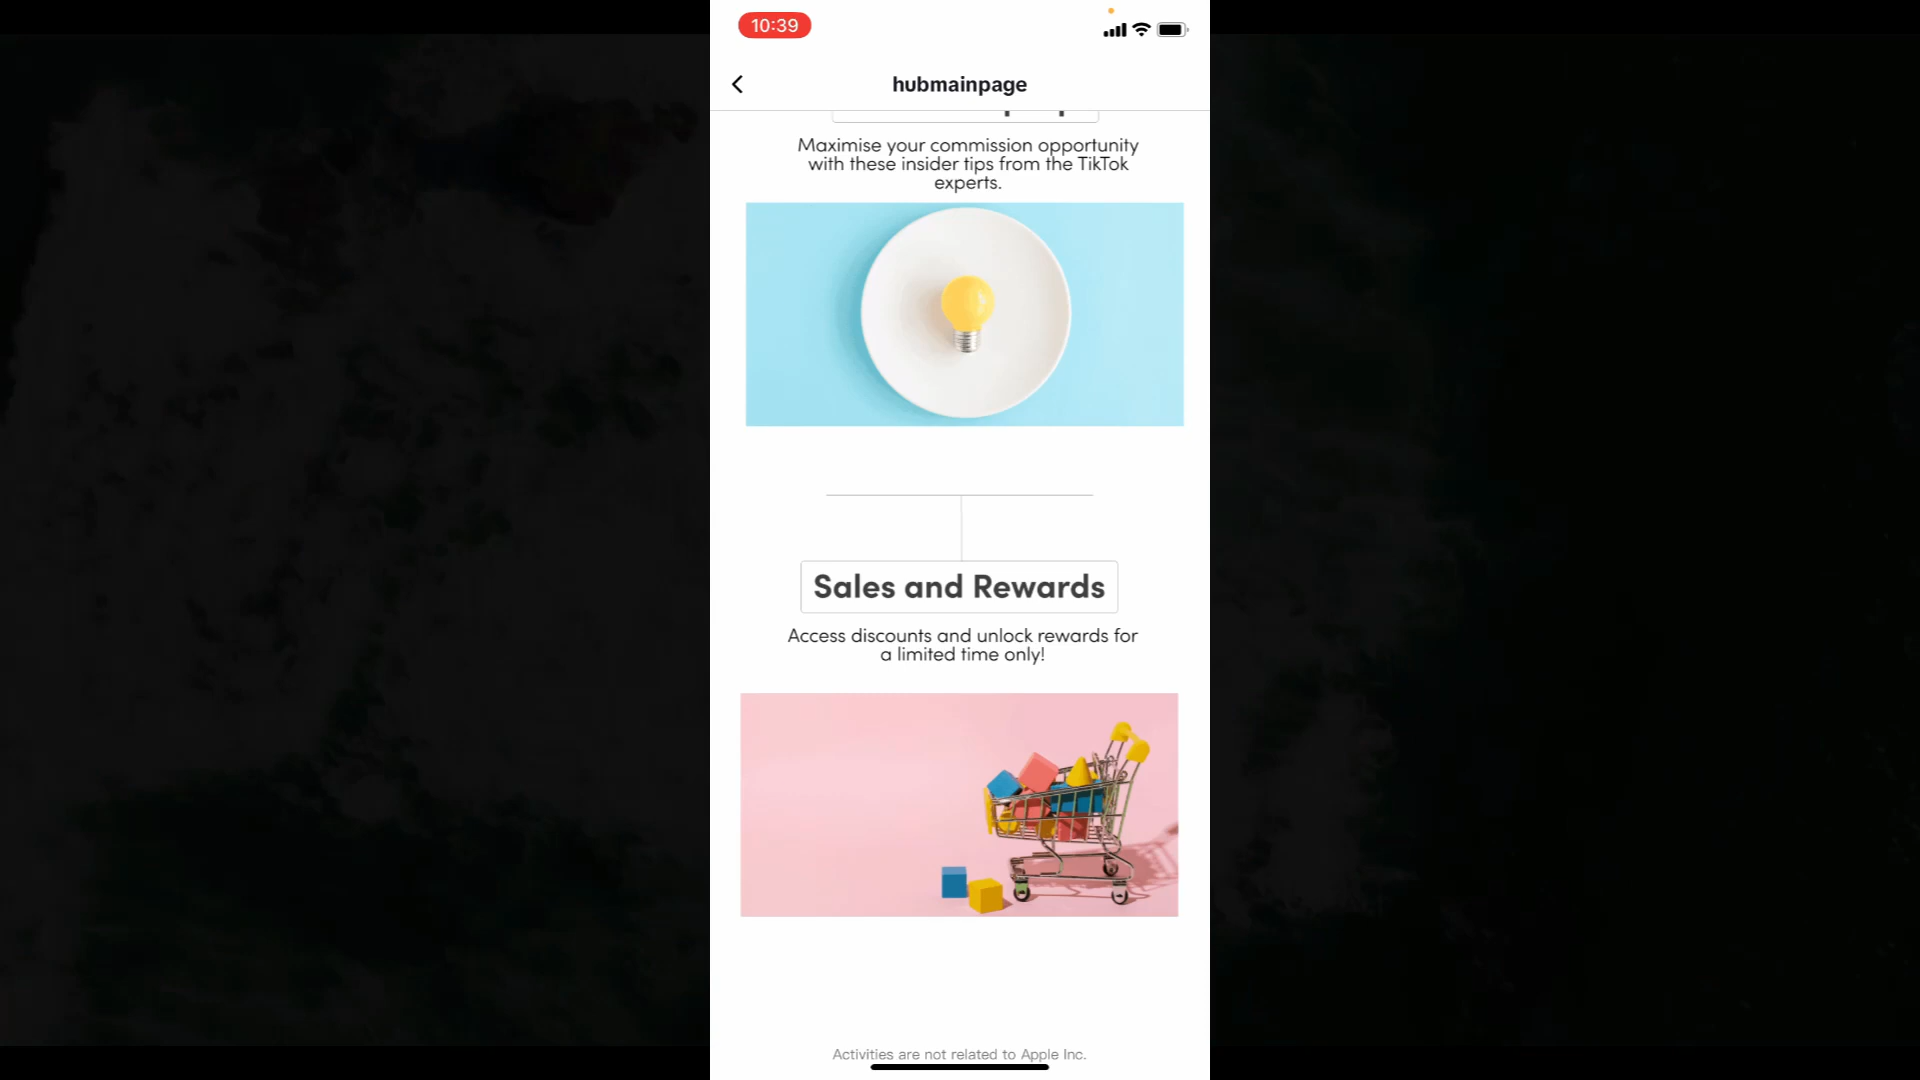 10:39
hubmainpage
Maximise your commission opportunity
with these insider tips from the TikTok
experts.
Sales and Rewards
Access discounts and unlock rewards for
a limited time only!
Activities are not related to Apple Inc.